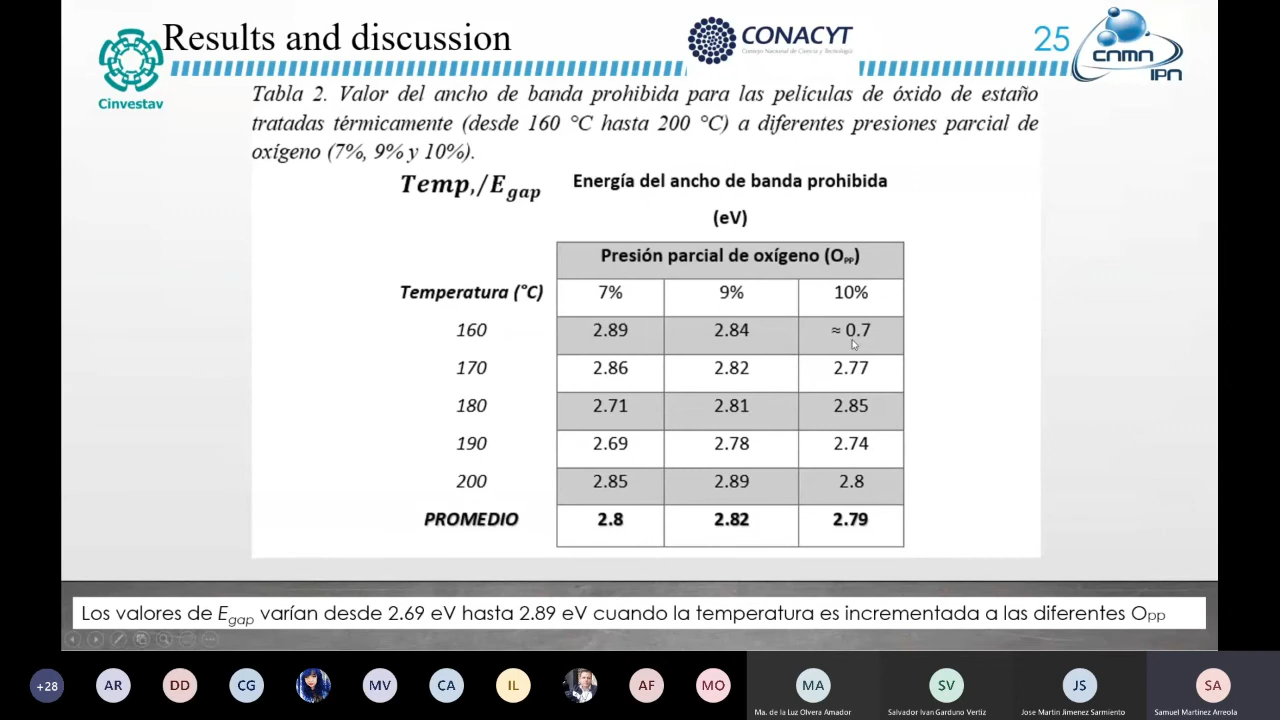 Results and discussion
CONACYT
Consejo Nacional de Ciencia y Tecnología
25
cnmn
IPN
Cinvestav
Tabla 2. Valor del ancho de banda prohibida para las películas de óxido de estaño
tratadas térmicamente (desde 160 °C hasta 200 °C) a diferentes presiones parcial de
oxígeno (7%, 9% y 10%).
Temp,/E_gap
Energía del ancho de banda prohibida
(eV)
Presión parcial de oxígeno (Oₚₚ)
Temperatura (°C) 7% 9% 10%
160 2.89 2.84 ≈ 0.7
170 2.86 2.82 2.77
180 2.71 2.81 2.85
190 2.69 2.78 2.74
200 2.85 2.89 2.8
PROMEDIO 2.8 2.82 2.79
Los valores de E_gap varían desde 2.69 eV hasta 2.89 eV cuando la temperatura es incrementada a las diferentes Oₚₚ
+28 AR DD CG MV CA IL AF MO MA SV JS SA
Ma. de la Luz Olvera Amador
Salvador Ivan Garduno Vertiz
Jose Martin Jimenez Sarmiento
Samuel Martinez Arreola